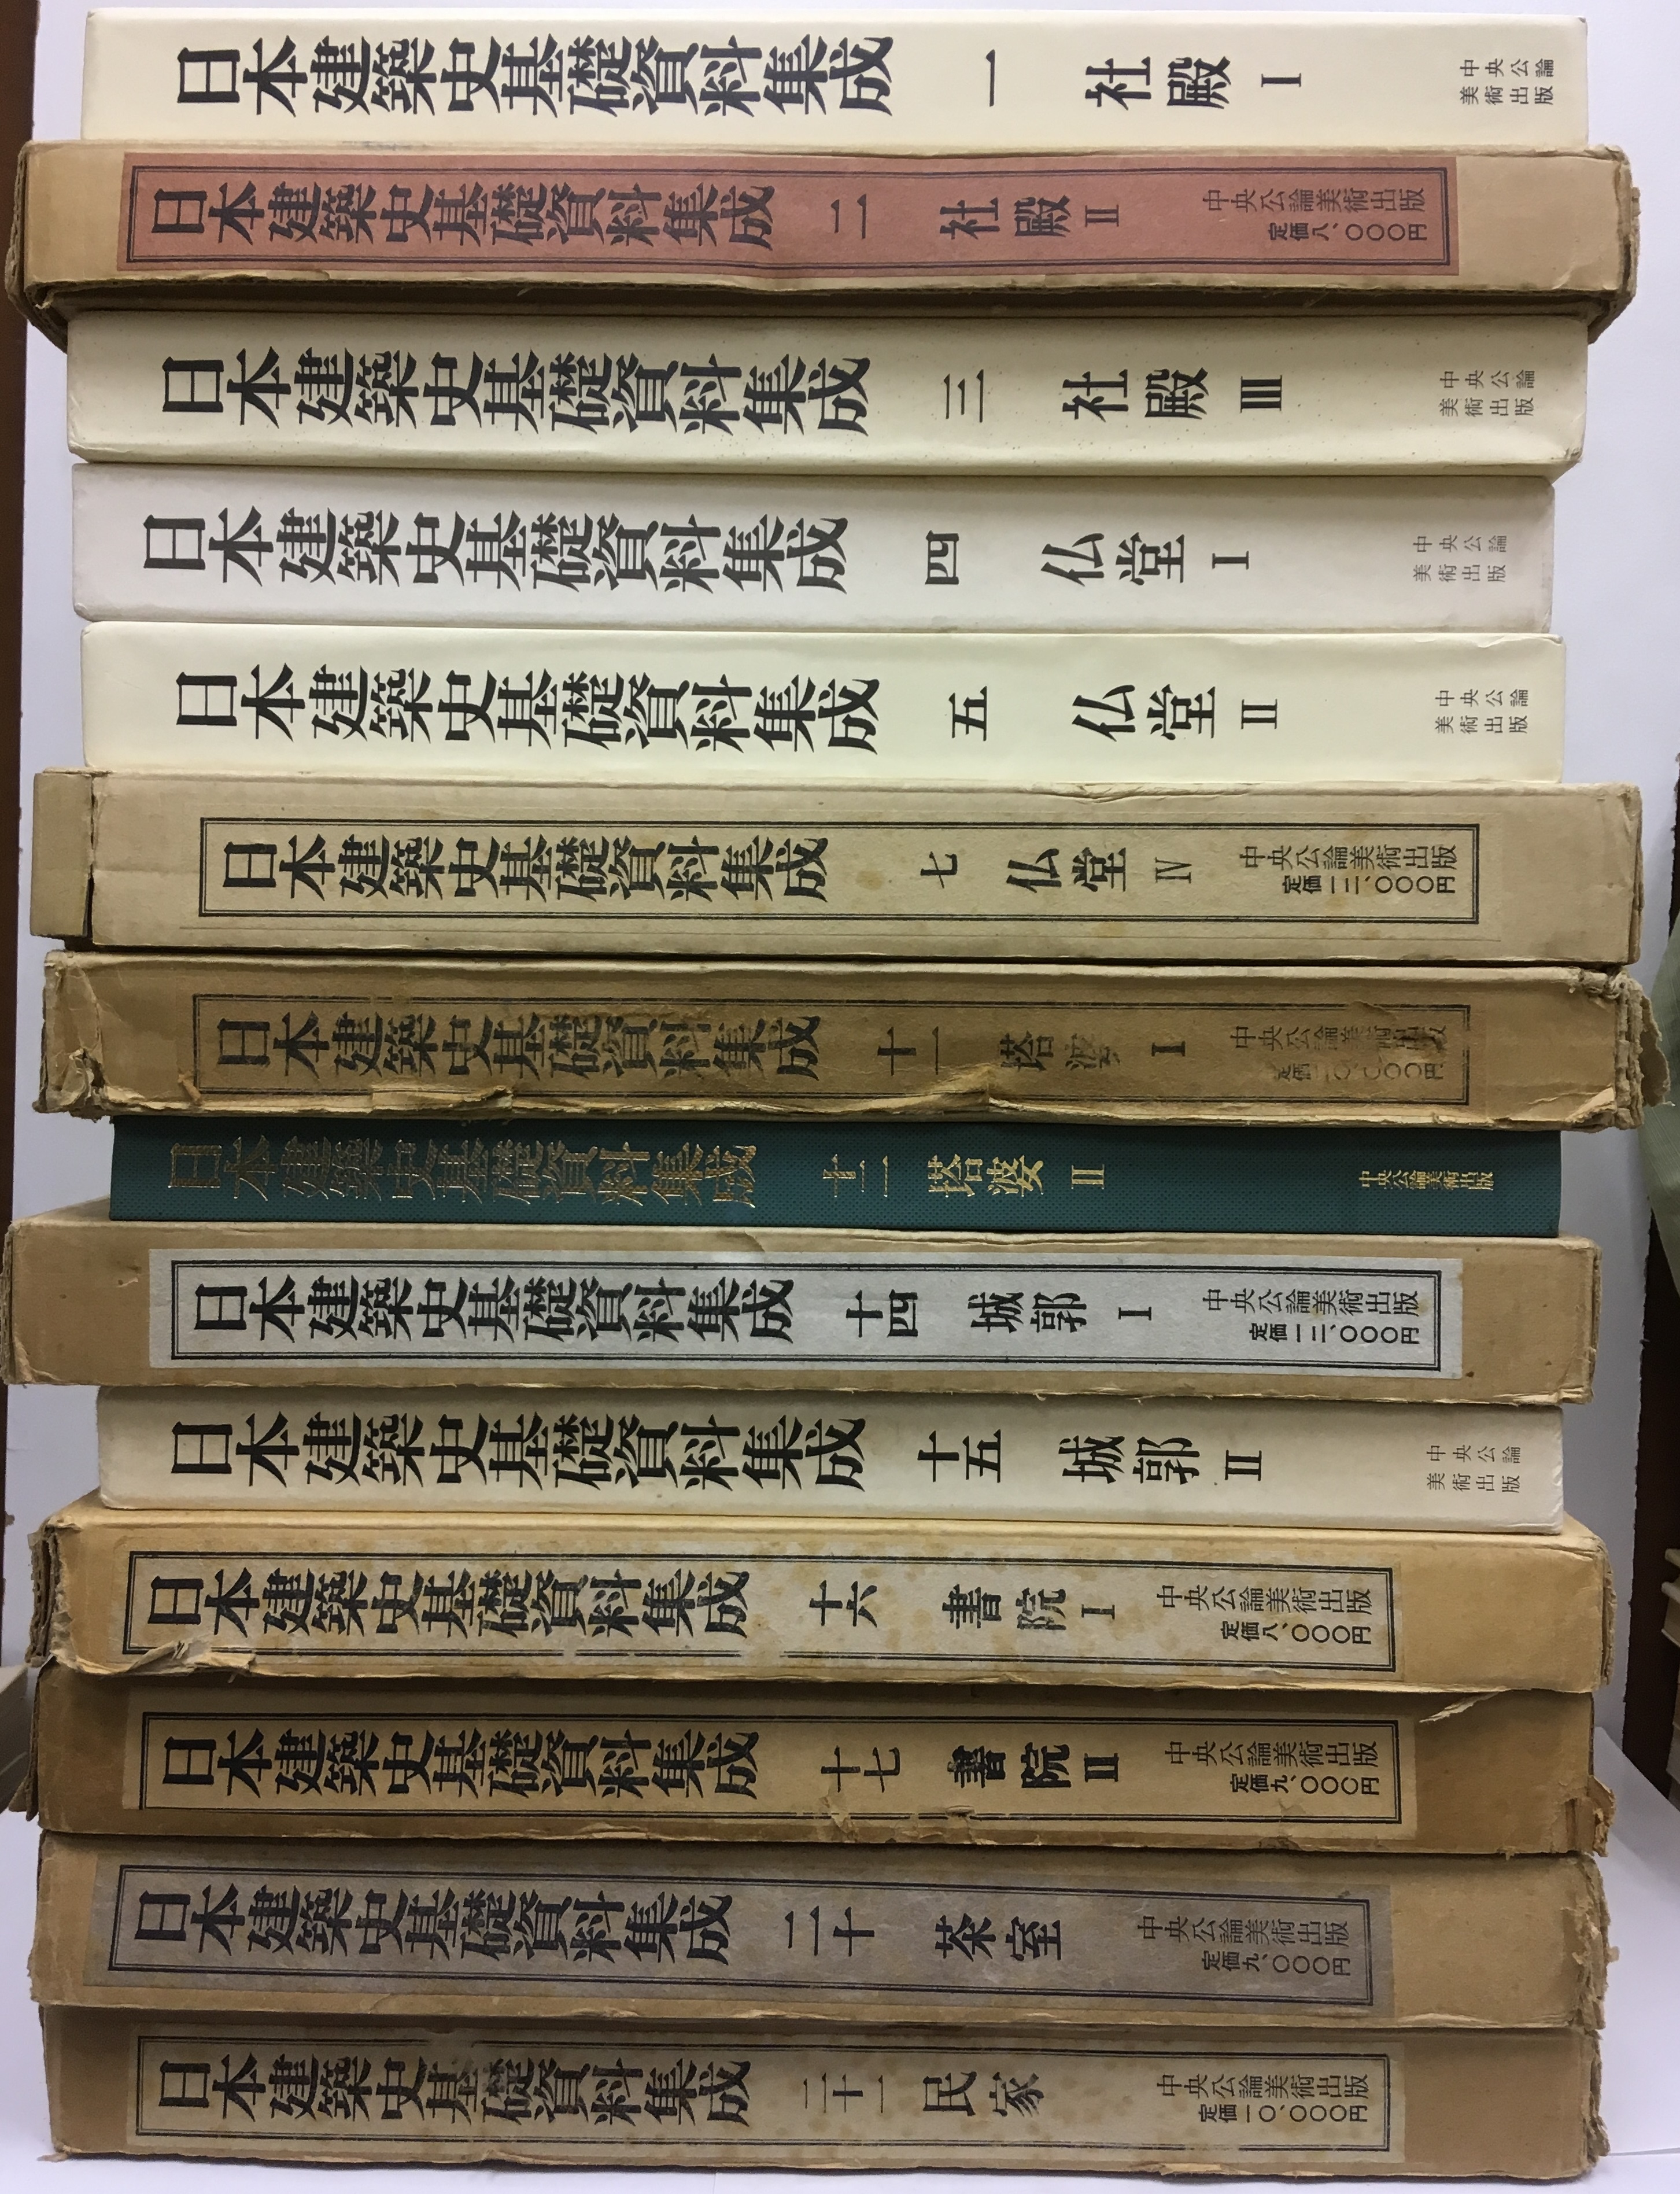 日本建築史基礎資料集成 一 社殿 I 中央公論美術出版
日本建築史基礎資料集成 二 社殿 II 中央公論美術出版
定価八、〇〇〇円
日本建築史基礎資料集成 三 社殿 III 中央公論美術出版
日本建築史基礎資料集成 四 仏堂 I 中央公論美術出版
日本建築史基礎資料集成 五 仏堂 II 中央公論美術出版
日本建築史基礎資料集成 七 仏堂 IV 中央公論美術出版
定価一二、〇〇〇円
日本建築史基礎資料集成 十一 塔婆 I 中央公論美術出版
定価一〇、〇〇〇円
日本建築史基礎資料集成 十二 塔婆 II 中央公論美術出版
日本建築史基礎資料集成 十四 城郭 I 中央公論美術出版
定価一二、〇〇〇円
日本建築史基礎資料集成 十五 城郭 II 中央公論美術出版
日本建築史基礎資料集成 十六 書院 I 中央公論美術出版
定価八、〇〇〇円
日本建築史基礎資料集成 十七 書院 II 中央公論美術出版
定価九、〇〇〇円
日本建築史基礎資料集成 二十 茶室 中央公論美術出版
定価九、〇〇〇円
日本建築史基礎資料集成 二十一 民家 中央公論美術出版
定価一〇、〇〇〇円